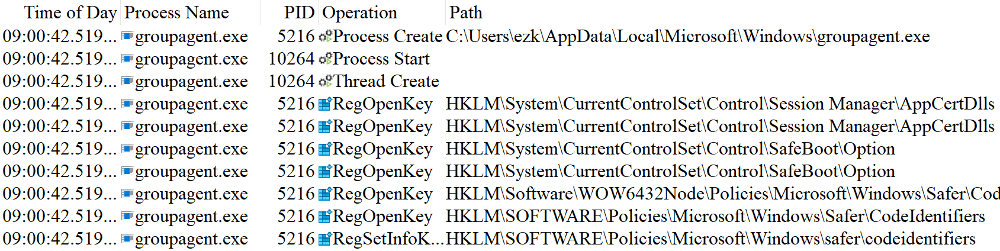 Time of Day Process Name PID Operation Path
09:00:42.519... groupagent.exe 5216 Process Create C:\Users\ezk\AppData\Local\Microsoft\Windows\groupagent.exe
09:00:42.519... groupagent.exe 10264 Process Start
09:00:42.519... groupagent.exe 10264 Thread Create
09:00:42.519... groupagent.exe 5216 RegOpenKey HKLM\System\CurrentControlSet\Control\Session Manager\AppCertDlls
09:00:42.519... groupagent.exe 5216 RegOpenKey HKLM\System\CurrentControlSet\Control\Session Manager\AppCertDlls
09:00:42.519... groupagent.exe 5216 RegOpenKey HKLM\System\CurrentControlSet\Control\SafeBoot\Option
09:00:42.519... groupagent.exe 5216 RegOpenKey HKLM\System\CurrentControlSet\Control\SafeBoot\Option
09:00:42.519... groupagent.exe 5216 RegOpenKey HKLM\Software\WOW6432Node\Policies\Microsoft\Windows\Safer\Cod
09:00:42.519... groupagent.exe 5216 RegOpenKey HKLM\SOFTWARE\Policies\Microsoft\Windows\Safer\CodeIdentifiers
09:00:42.519... groupagent.exe 5216 RegSetInfoK... HKLM\SOFTWARE\Policies\Microsoft\Windows\safer\codeidentifiers